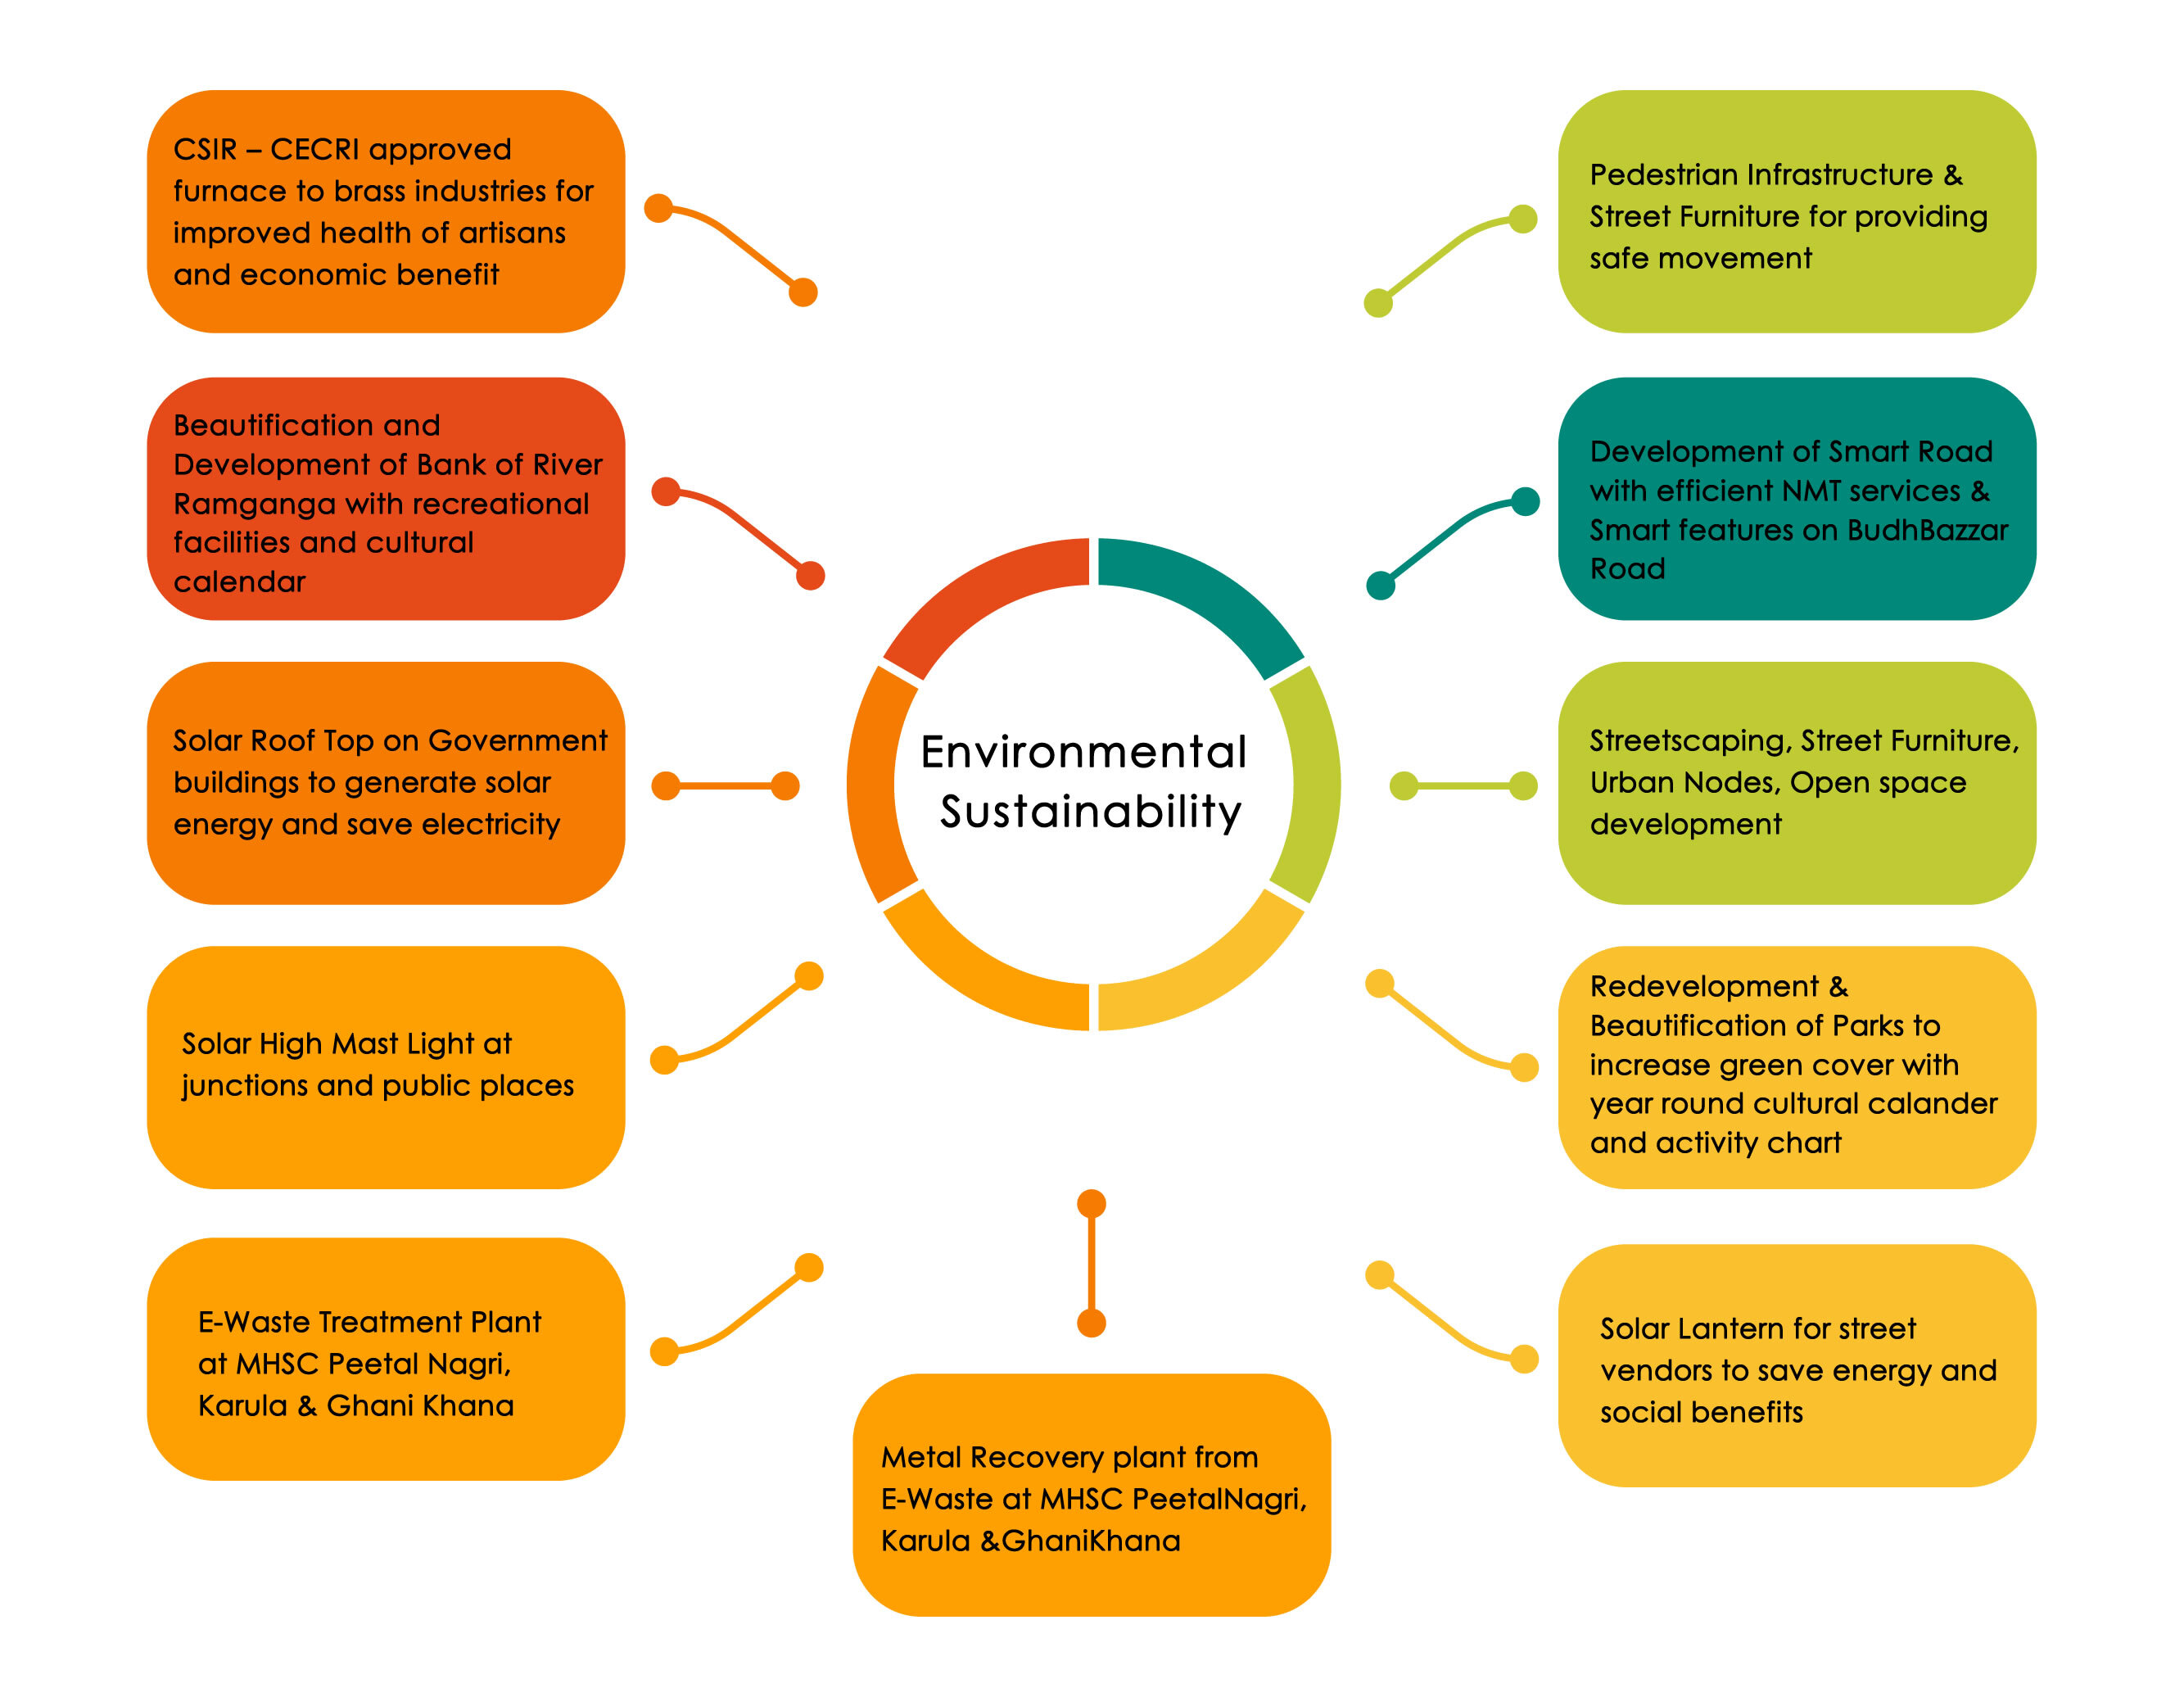 CSIR – CECRI approved
furnace to brass industries for
improved health of artisans
and economic benefit
Beautification and
Development of Bank of River
Ramganga with recreational
facilities and cultural
calendar
Solar Roof Top on Government
buildings to generate solar
energy and save electricity
Solar High Mast Light at
junctions and public places
E-Waste Treatment Plant
at MHSC Peetal Nagri,
Karula & Ghani Khana
Environmental
Sustainability
Metal Recovery plant from
E-Waste at MHSC PeetalNagri,
Karula &GhaniKhana
Pedestrian Infrastructure &
Street Furniture for providing
safe movement
Development of Smart Road
with efficient NMT services &
Smart features on BudhBazzar
Road
Streetscaping, Street Furniture,
Urban Nodes, Open space
development
Redevelopment &
Beautification of Parks to
increase green cover with
year round cultural calander
and activity chart
Solar Lantern for street
vendors to save energy and
social benefits